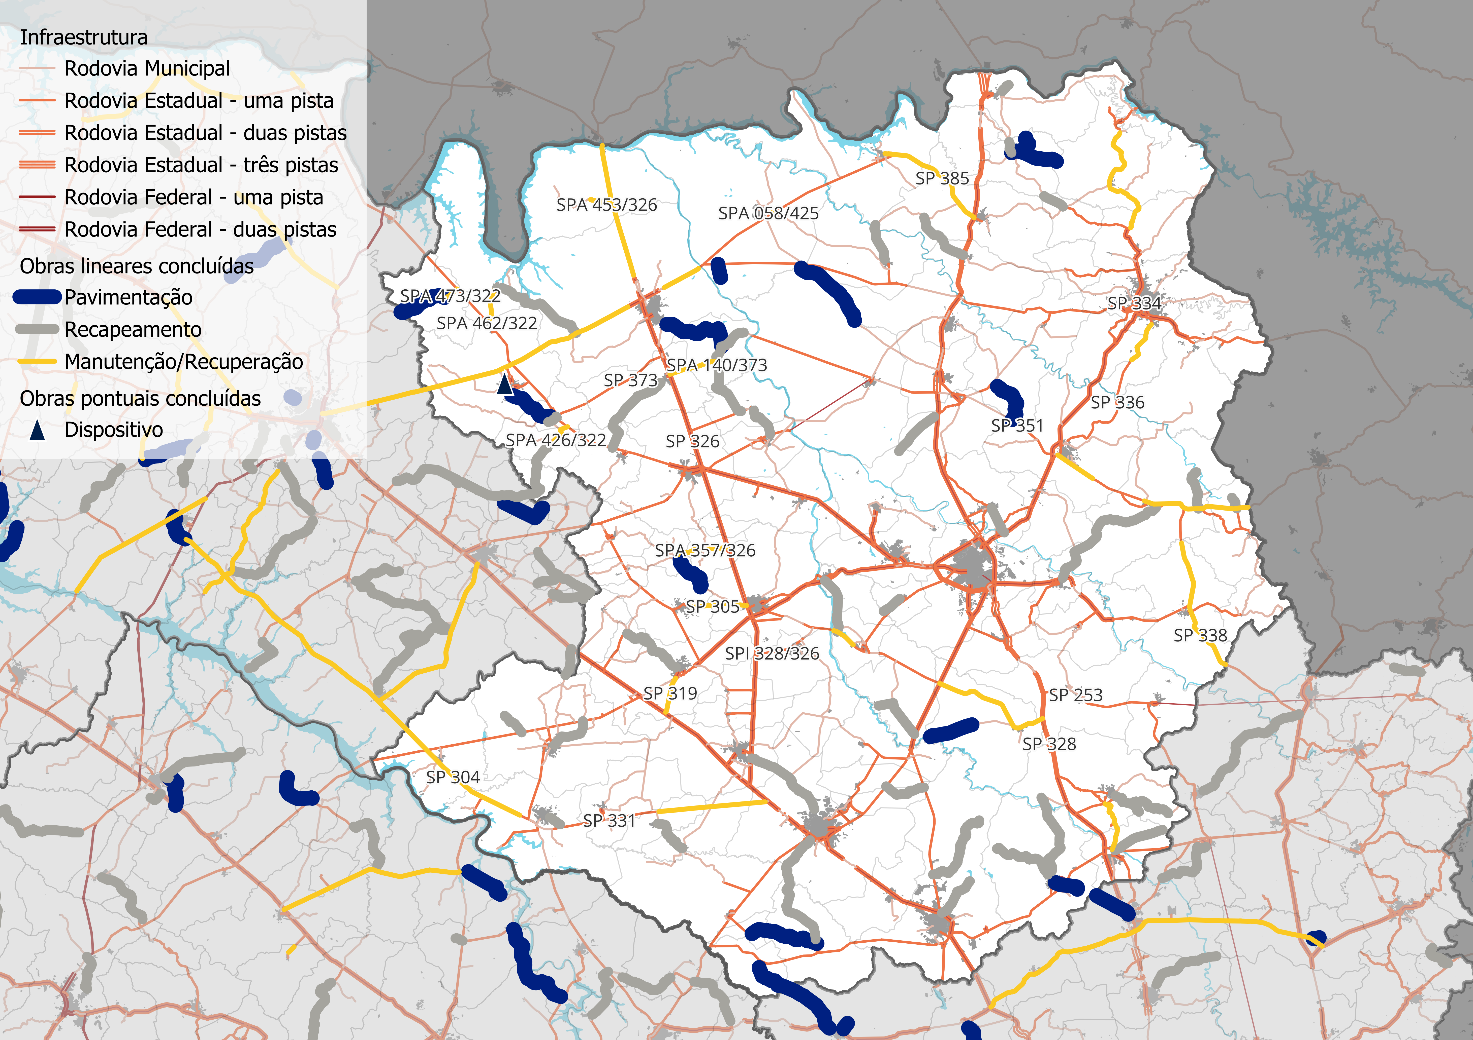 Infraestrutura
Rodovia Municipal
Rodovia Estadual - uma pista
Rodovia Estadual - duas pistas
Rodovia Estadual - três pistas
Rodovia Federal - uma pista
Rodovia Federal - duas pistas
Obras lineares concluídas
Pavimentação
Recapeamento
Manutenção/Recuperação
Obras pontuais concluídas
Dispositivo
SP 385
SPA 453/326
SPA 058/425
SPA 473/322
SP 334
SPA 462/322
SPA 140/373
SP 373
SP 336
SP 351
SPA 426/322
SP 326
SPA 357/326
SP 305
SP 338
SPI 328/326
SP 319
SP 253
SP 328
SP 304
SP 331